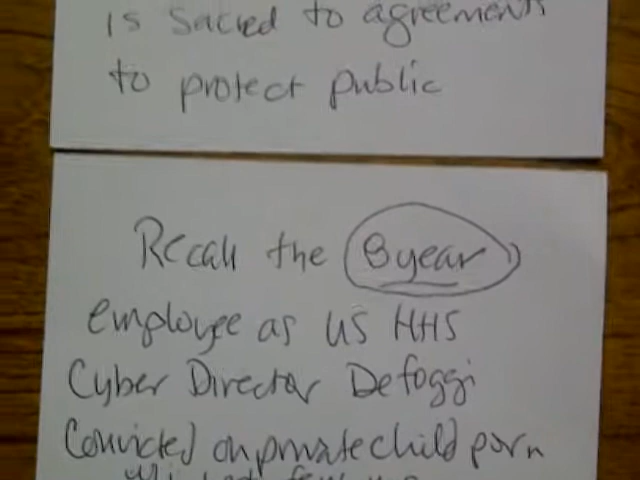 is sacred to agreements
to protect public
Recall the 8year
employee as US HHS
Cyber Director Defoggi
Convicted on private child porn